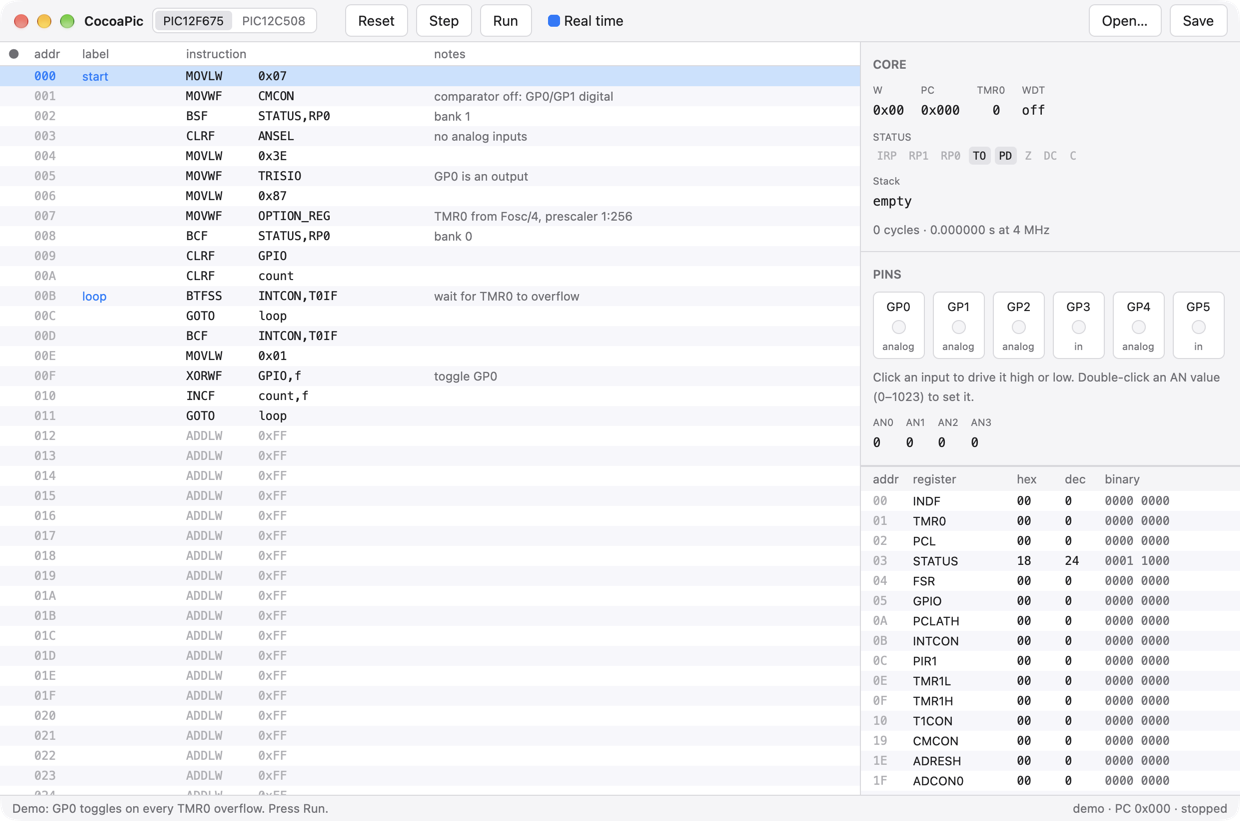 CocoaPic PIC12F675 PIC12C508 Reset Step Run Real time Open... Save
addr label instruction notes
000 start MOVLW 0x07
001 MOVWF CMCON comparator off: GP0/GP1 digital
002 BSF STATUS,RP0 bank 1
003 CLRF ANSEL no analog inputs
004 MOVLW 0x3E
005 MOVWF TRISIO GP0 is an output
006 MOVLW 0x87
007 MOVWF OPTION_REG TMR0 from Fosc/4, prescaler 1:256
008 BCF STATUS,RP0 bank 0
009 CLRF GPIO
00A CLRF count
00B loop BTFSS INTCON,T0IF wait for TMR0 to overflow
00C GOTO loop
00D BCF INTCON,T0IF
00E MOVLW 0x01
00F XORWF GPIO,f toggle GP0
010 INCF count,f
011 GOTO loop
012 ADDLW 0xFF
013 ADDLW 0xFF
014 ADDLW 0xFF
015 ADDLW 0xFF
016 ADDLW 0xFF
017 ADDLW 0xFF
018 ADDLW 0xFF
019 ADDLW 0xFF
01A ADDLW 0xFF
01B ADDLW 0xFF
01C ADDLW 0xFF
01D ADDLW 0xFF
01E ADDLW 0xFF
01F ADDLW 0xFF
020 ADDLW 0xFF
021 ADDLW 0xFF
022 ADDLW 0xFF
023 ADDLW 0xFF
024 ADDLW 0xFF
CORE
W PC TMR0 WDT
0x00 0x000 0 off
STATUS
IRP RP1 RP0 TO PD Z DC C
Stack
empty
0 cycles · 0.000000 s at 4 MHz
PINS
GP0 GP1 GP2 GP3 GP4 GP5
analog analog analog in analog in
Click an input to drive it high or low. Double-click an AN value
(0–1023) to set it.
AN0 AN1 AN2 AN3
0 0 0 0
addr register hex dec binary
00 INDF 00 0 0000 0000
01 TMR0 00 0 0000 0000
02 PCL 00 0 0000 0000
03 STATUS 18 24 0001 1000
04 FSR 00 0 0000 0000
05 GPIO 00 0 0000 0000
0A PCLATH 00 0 0000 0000
0B INTCON 00 0 0000 0000
0C PIR1 00 0 0000 0000
0E TMR1L 00 0 0000 0000
0F TMR1H 00 0 0000 0000
10 T1CON 00 0 0000 0000
19 CMCON 00 0 0000 0000
1E ADRESH 00 0 0000 0000
1F ADCON0 00 0 0000 0000
Demo: GP0 toggles on every TMR0 overflow. Press Run. demo · PC 0x000 · stopped